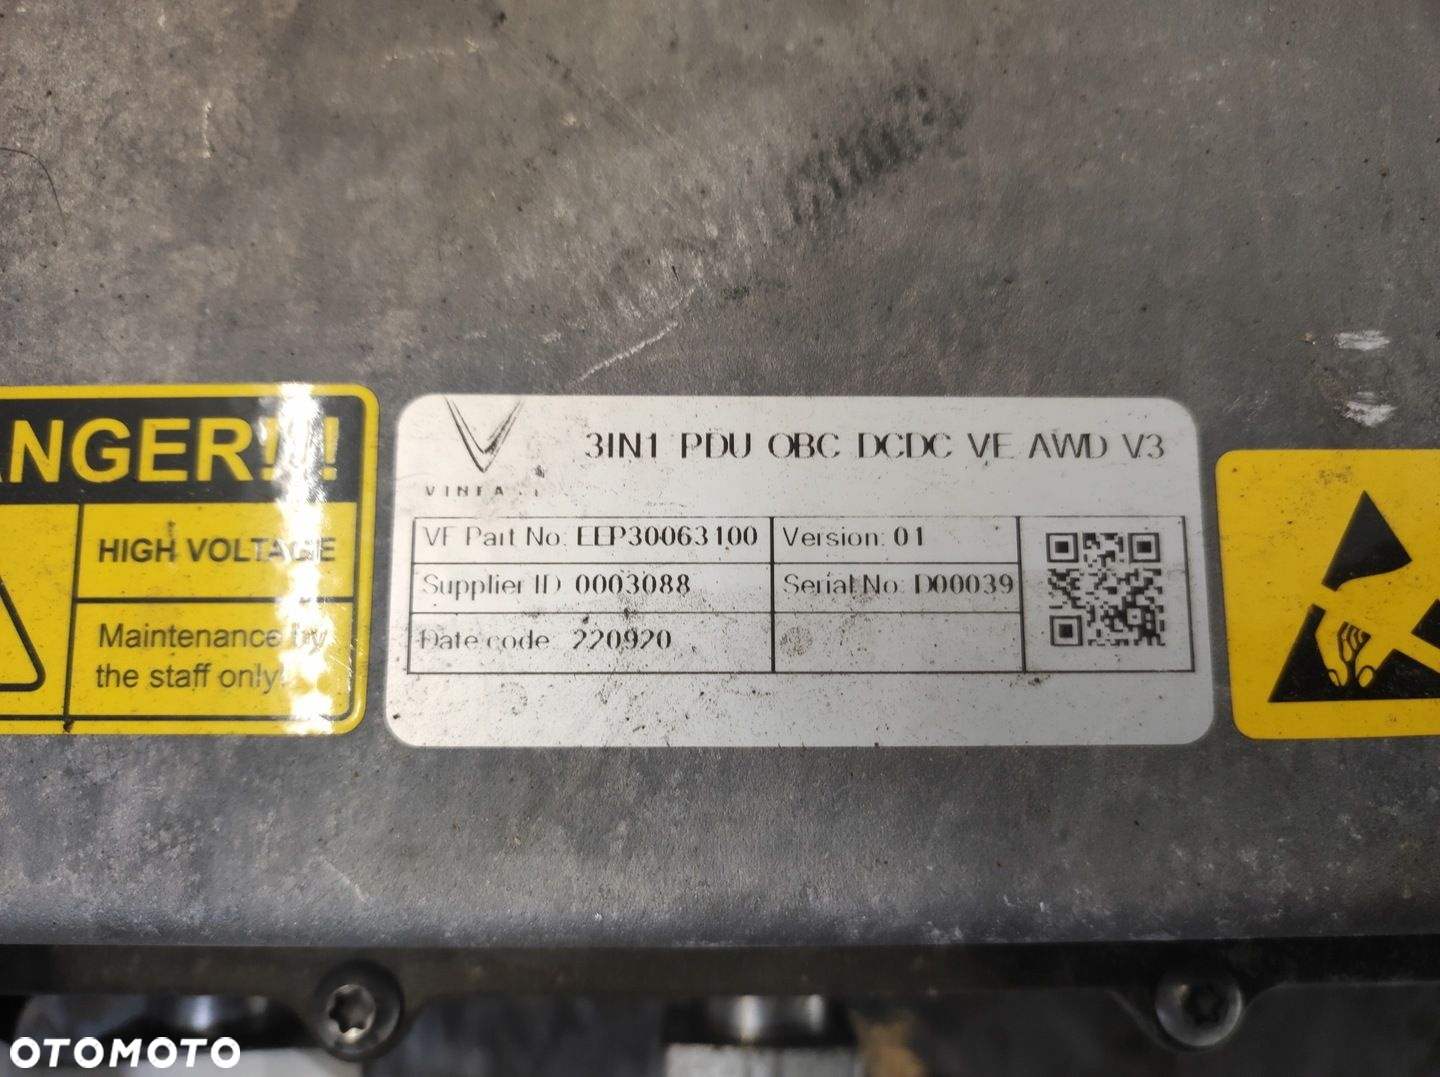 ANGER!!!
HIGH VOLTAGE
Maintenance by
the staff only.
3IN1 PDU OBC DCDC VE AWD V3
VF Part No: EEP30063100
Version: 01
Supplier ID 0003088
Serial No: D00039
Date code 220920
OTOMOTO